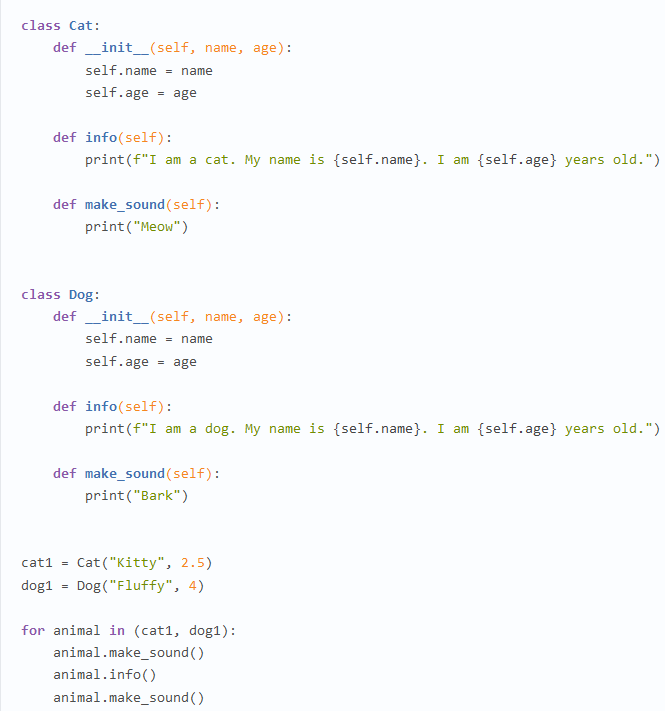 class Cat:
    def __init__(self, name, age):
        self.name = name
        self.age = age

    def info(self):
        print(f"I am a cat. My name is {self.name}. I am {self.age} years old.")

    def make_sound(self):
        print("Meow")


class Dog:
    def __init__(self, name, age):
        self.name = name
        self.age = age

    def info(self):
        print(f"I am a dog. My name is {self.name}. I am {self.age} years old.")

    def make_sound(self):
        print("Bark")


cat1 = Cat("Kitty", 2.5)
dog1 = Dog("Fluffy", 4)

for animal in (cat1, dog1):
    animal.make_sound()
    animal.info()
    animal.make_sound()